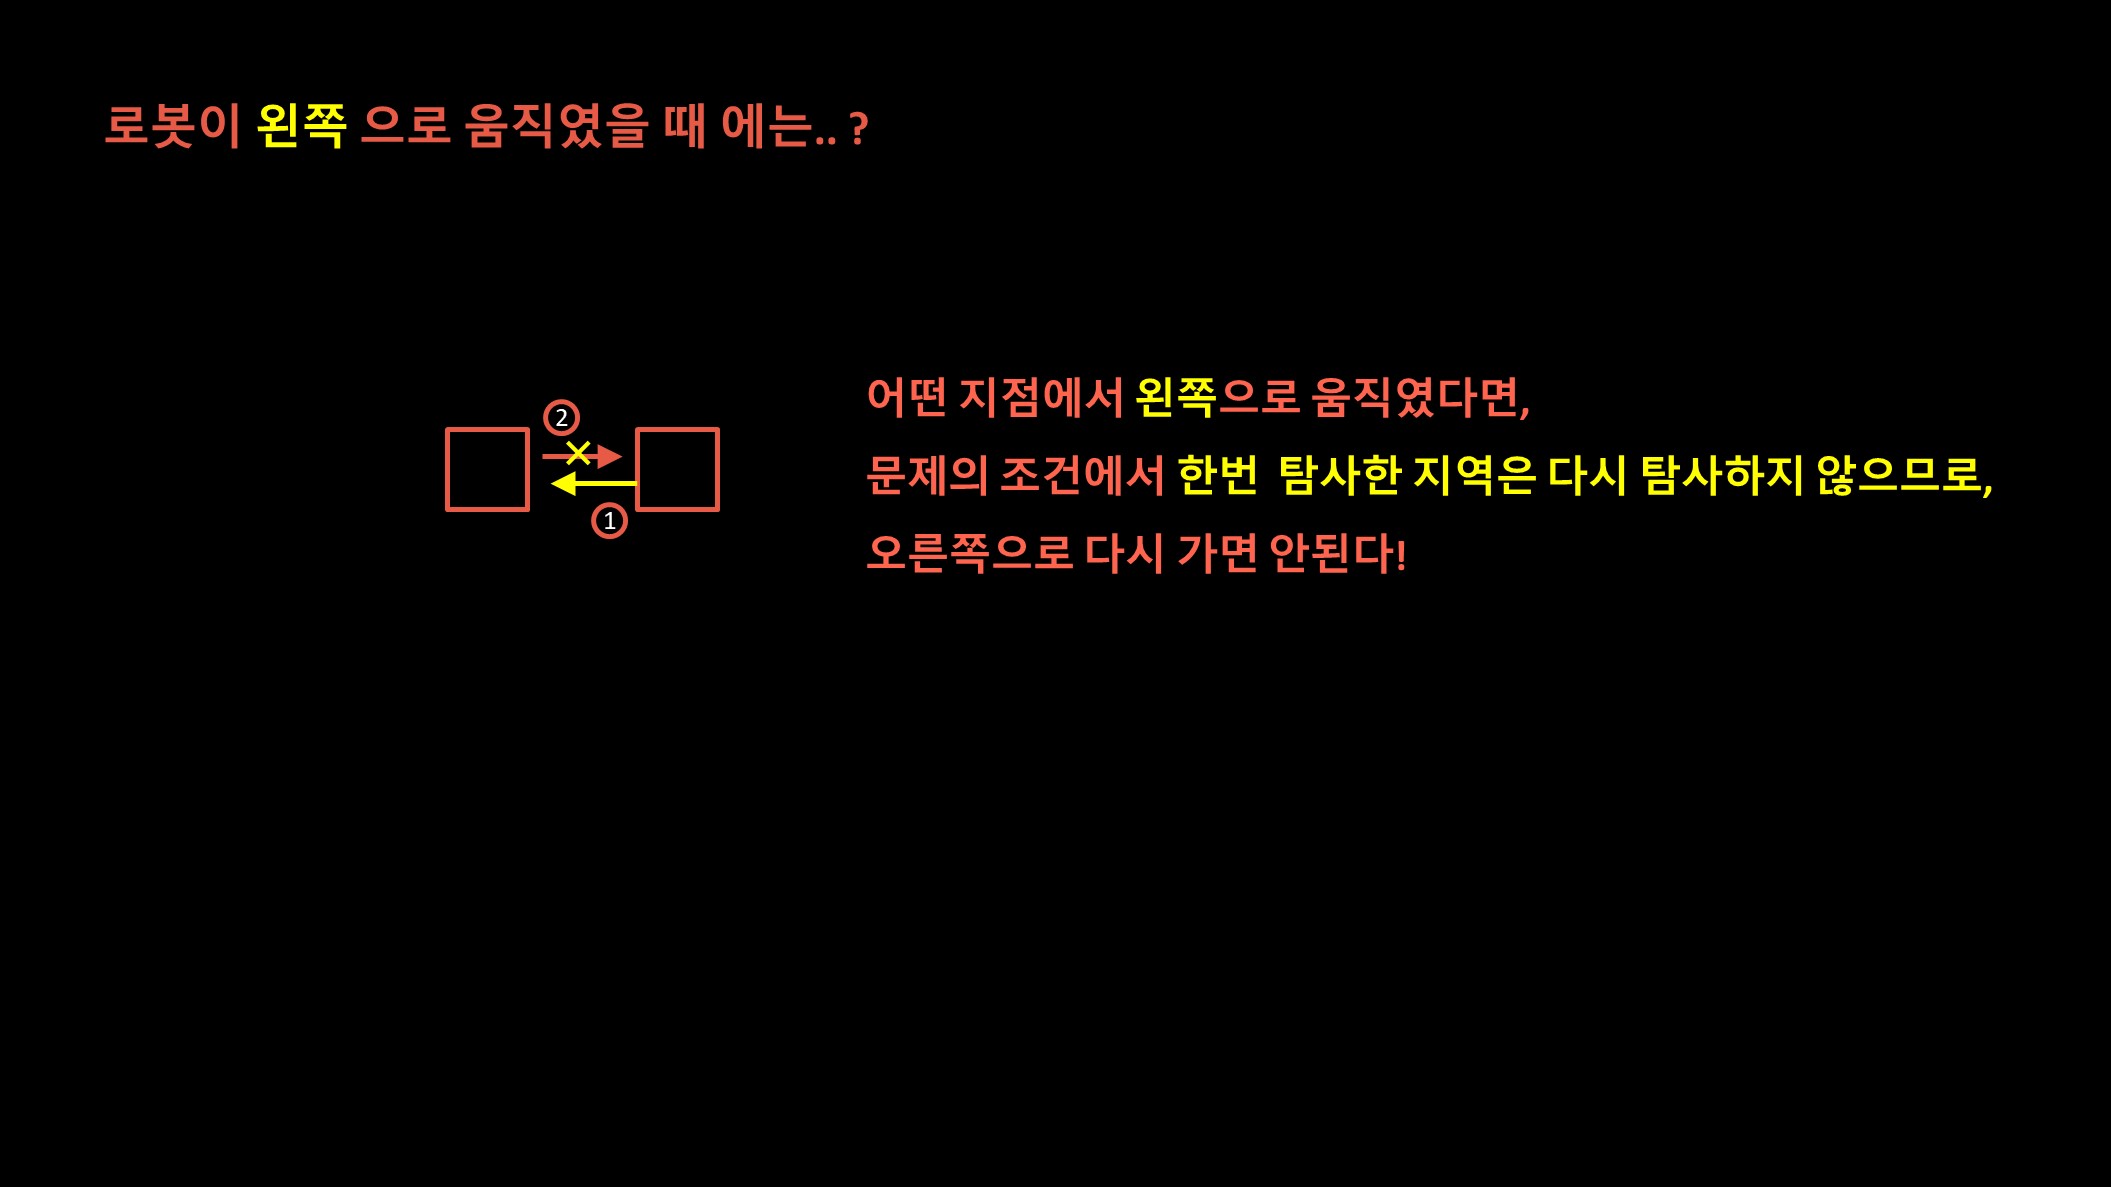 로봇이 왼쪽 으로 움직였을 때 에는.. ?
어떤 지점에서 왼쪽으로 움직였다면,
2
문제의 조건에서 한번  탐사한 지역은 다시 탐사하지 않으므로,
1
오른쪽으로 다시 가면 안된다!